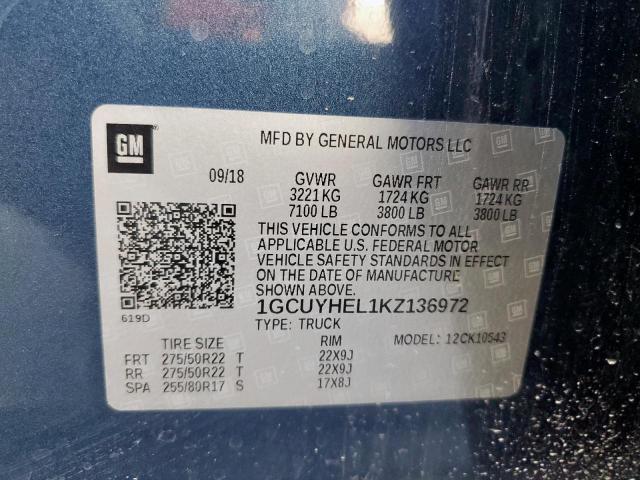 GM
MFD BY GENERAL MOTORS LLC
09/18 GVWR GAWR FRT GAWR RR
3221 KG 1724 KG 1724 KG
7100 LB 3800 LB 3800 LB
THIS VEHICLE CONFORMS TO ALL
APPLICABLE U.S. FEDERAL MOTOR
VEHICLE SAFETY STANDARDS IN EFFECT
ON THE DATE OF MANUFACTURE
SHOWN ABOVE.
1GCUYHEL1KZ136972
619D
TYPE: TRUCK MODEL: 12CK10543
TIRE SIZE RIM
FRT 275/50R22 T 22X9J
RR 275/50R22 T 22X9J
SPA 255/80R17 S 17X8J